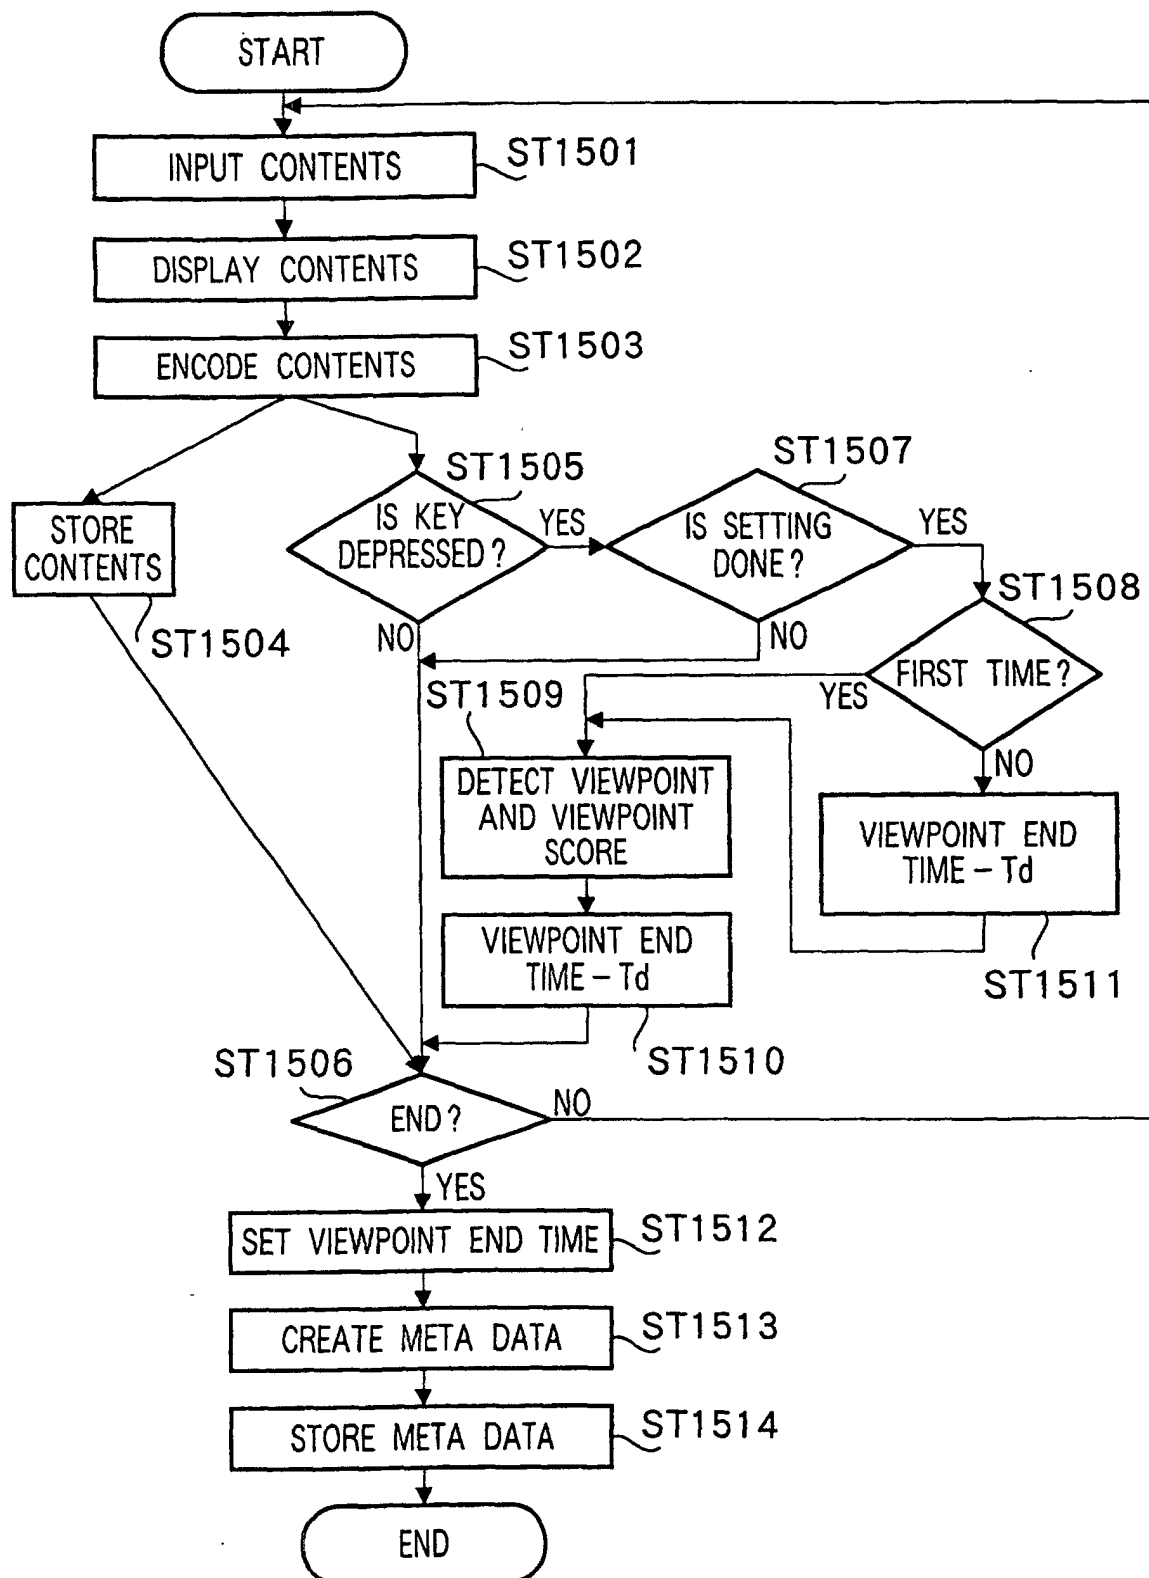 START
INPUT CONTENTS
ST1501
DISPLAY CONTENTS
ST1502
ENCODE CONTENTS
ST1503
STORE
CONTENTS
ST1504
IS KEY
DEPRESSED?
ST1505
YES
NO
IS SETTING
DONE?
ST1507
YES
NO
FIRST TIME?
ST1508
YES
NO
ST1509
DETECT VIEWPOINT
AND VIEWPOINT
SCORE
VIEWPOINT END
TIME – Td
ST1510
VIEWPOINT END
TIME – Td
ST1511
ST1506
END?
NO
YES
SET VIEWPOINT END TIME
ST1512
CREATE META DATA
ST1513
STORE META DATA
ST1514
END